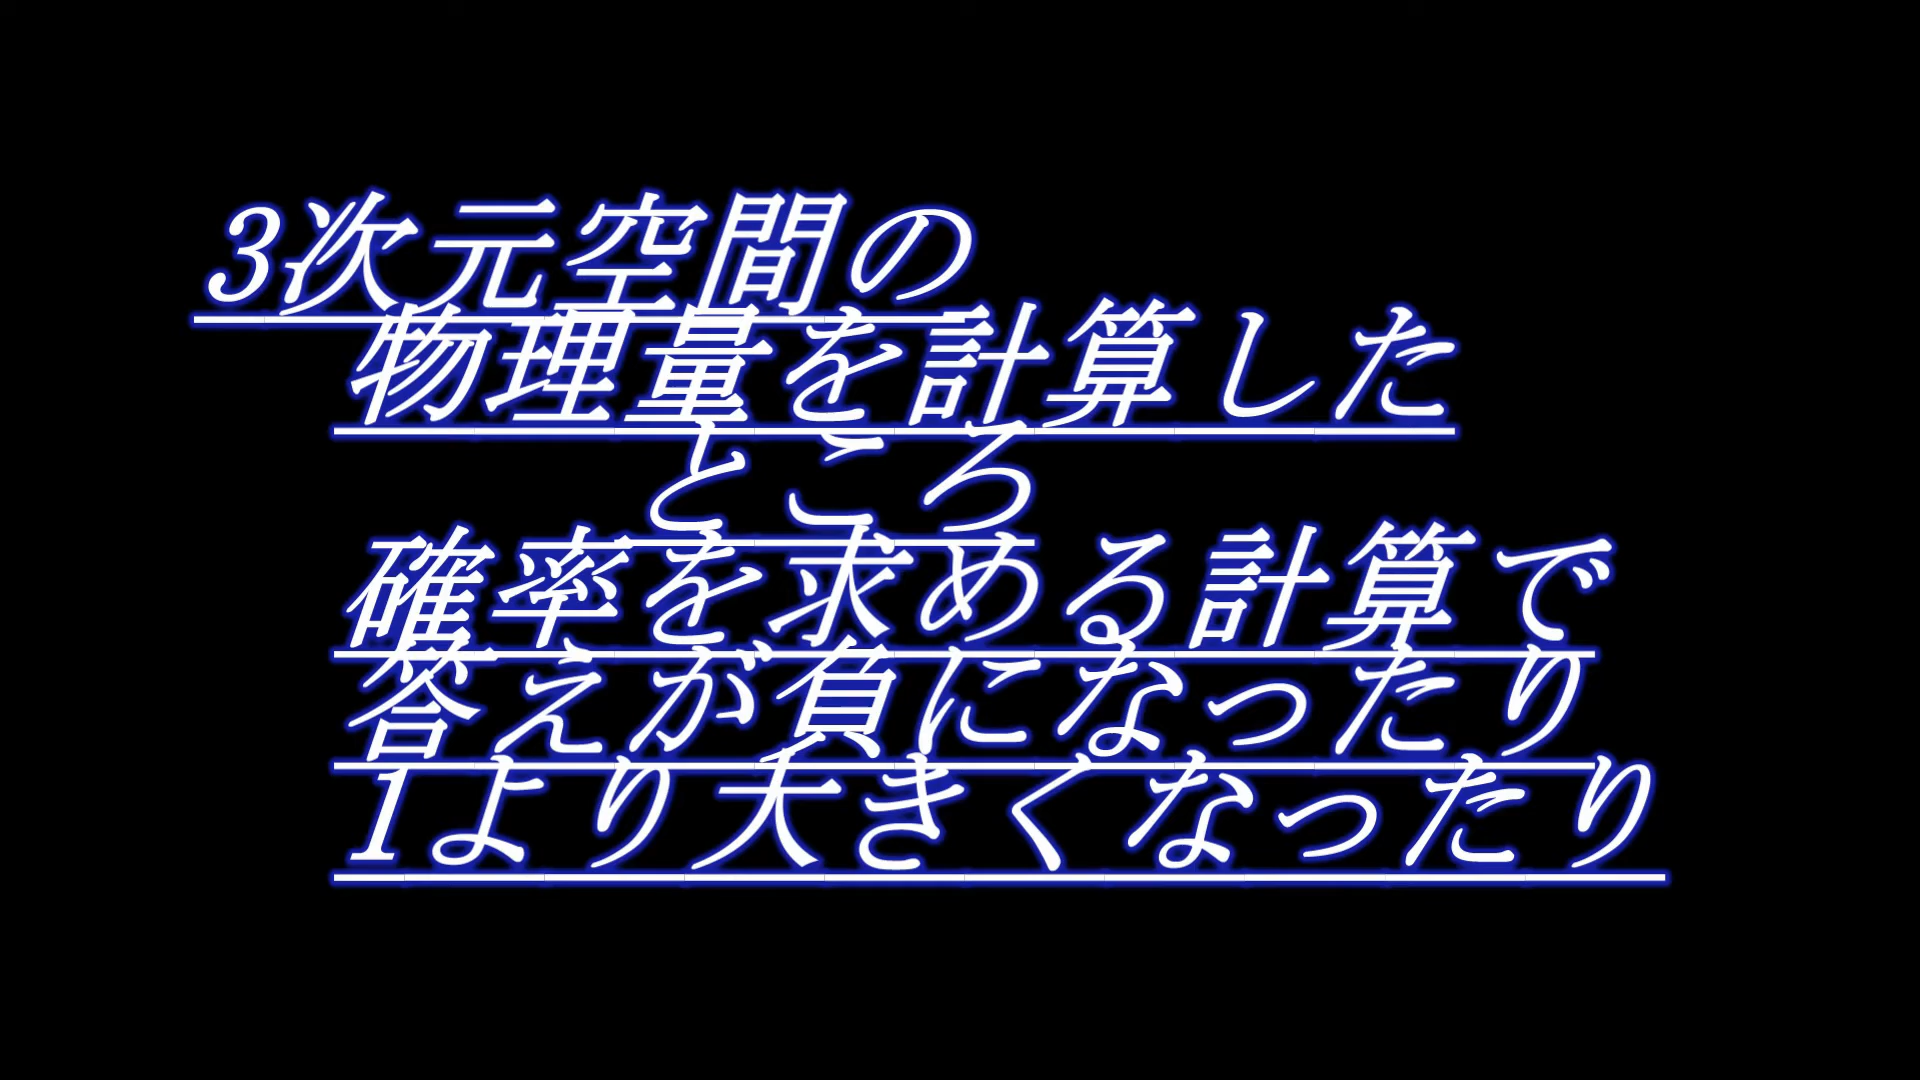 3次元空間の
物理量を計算した
ところ
確率を求める計算で
答えが負になったり
1より大きくなったり